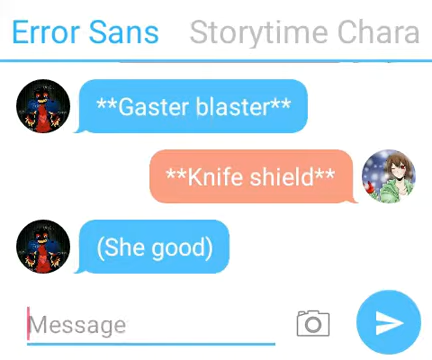 Error Sans Storytime Chara
**Gaster blaster**
**Knife shield**
(She good)
Message